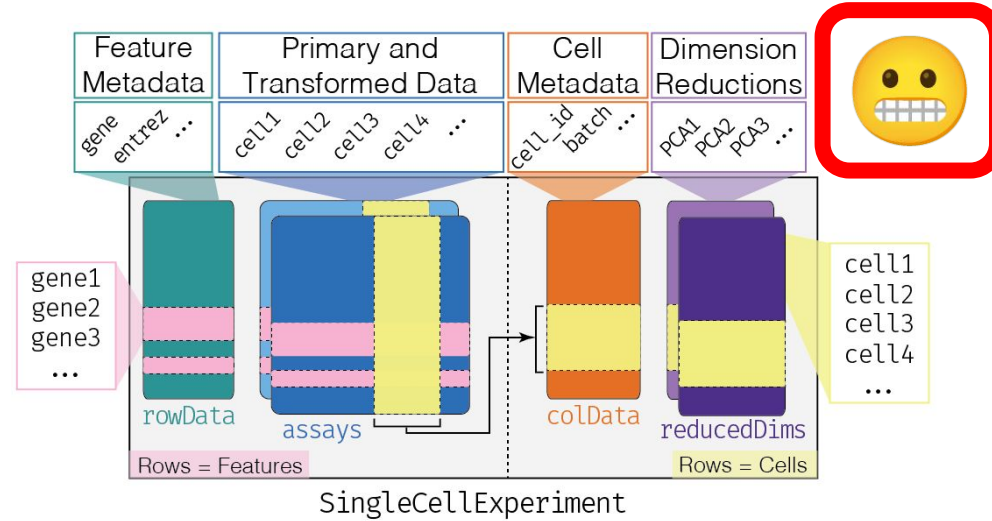 Feature
Metadata
Primary and
Transformed Data
Cell
Metadata
Dimension
Reductions
gene
entrez
...
cell1
cell2
cell3
cell4
...
cell_id
batch
...
PCA1
PCA2
PCA3
...
gene1
gene2
gene3
...
cell1
cell2
cell3
cell4
...
rowData
assays
colData
reducedDims
Rows = Features
Rows = Cells
SingleCellExperiment